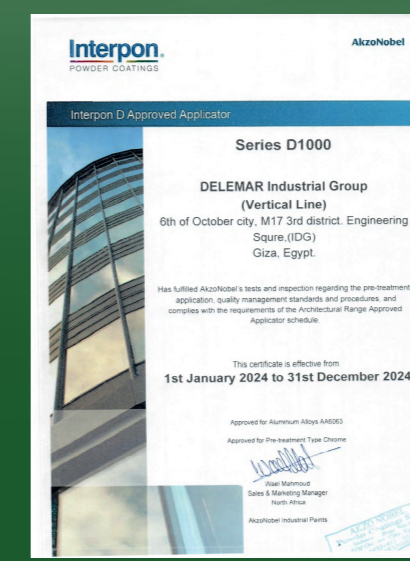 Interpon.
POWDER COATINGS
AkzoNobel
Interpon D Approved Applicator
Series D1000
DELEMAR Industrial Group
(Vertical Line)
6th of October city, M17 3rd district. Engineering
Squre,(IDG)
Giza, Egypt.
Has fulfilled AkzoNobel's tests and inspection regarding the pre-treatment
application, quality management standards and procedures, and
complies with the requirements of the Architectural Range Approved
Applicator schedule.
This certificate is effective from
1st January 2024 to 31st December 2024
Approved for Aluminium Alloys AA6063
Approved for Pre-treatment Type Chrome
Wael Mahmoud
Sales & Marketing Manager
North Africa
AkzoNobel Industrial Paints
AKZO NOBEL